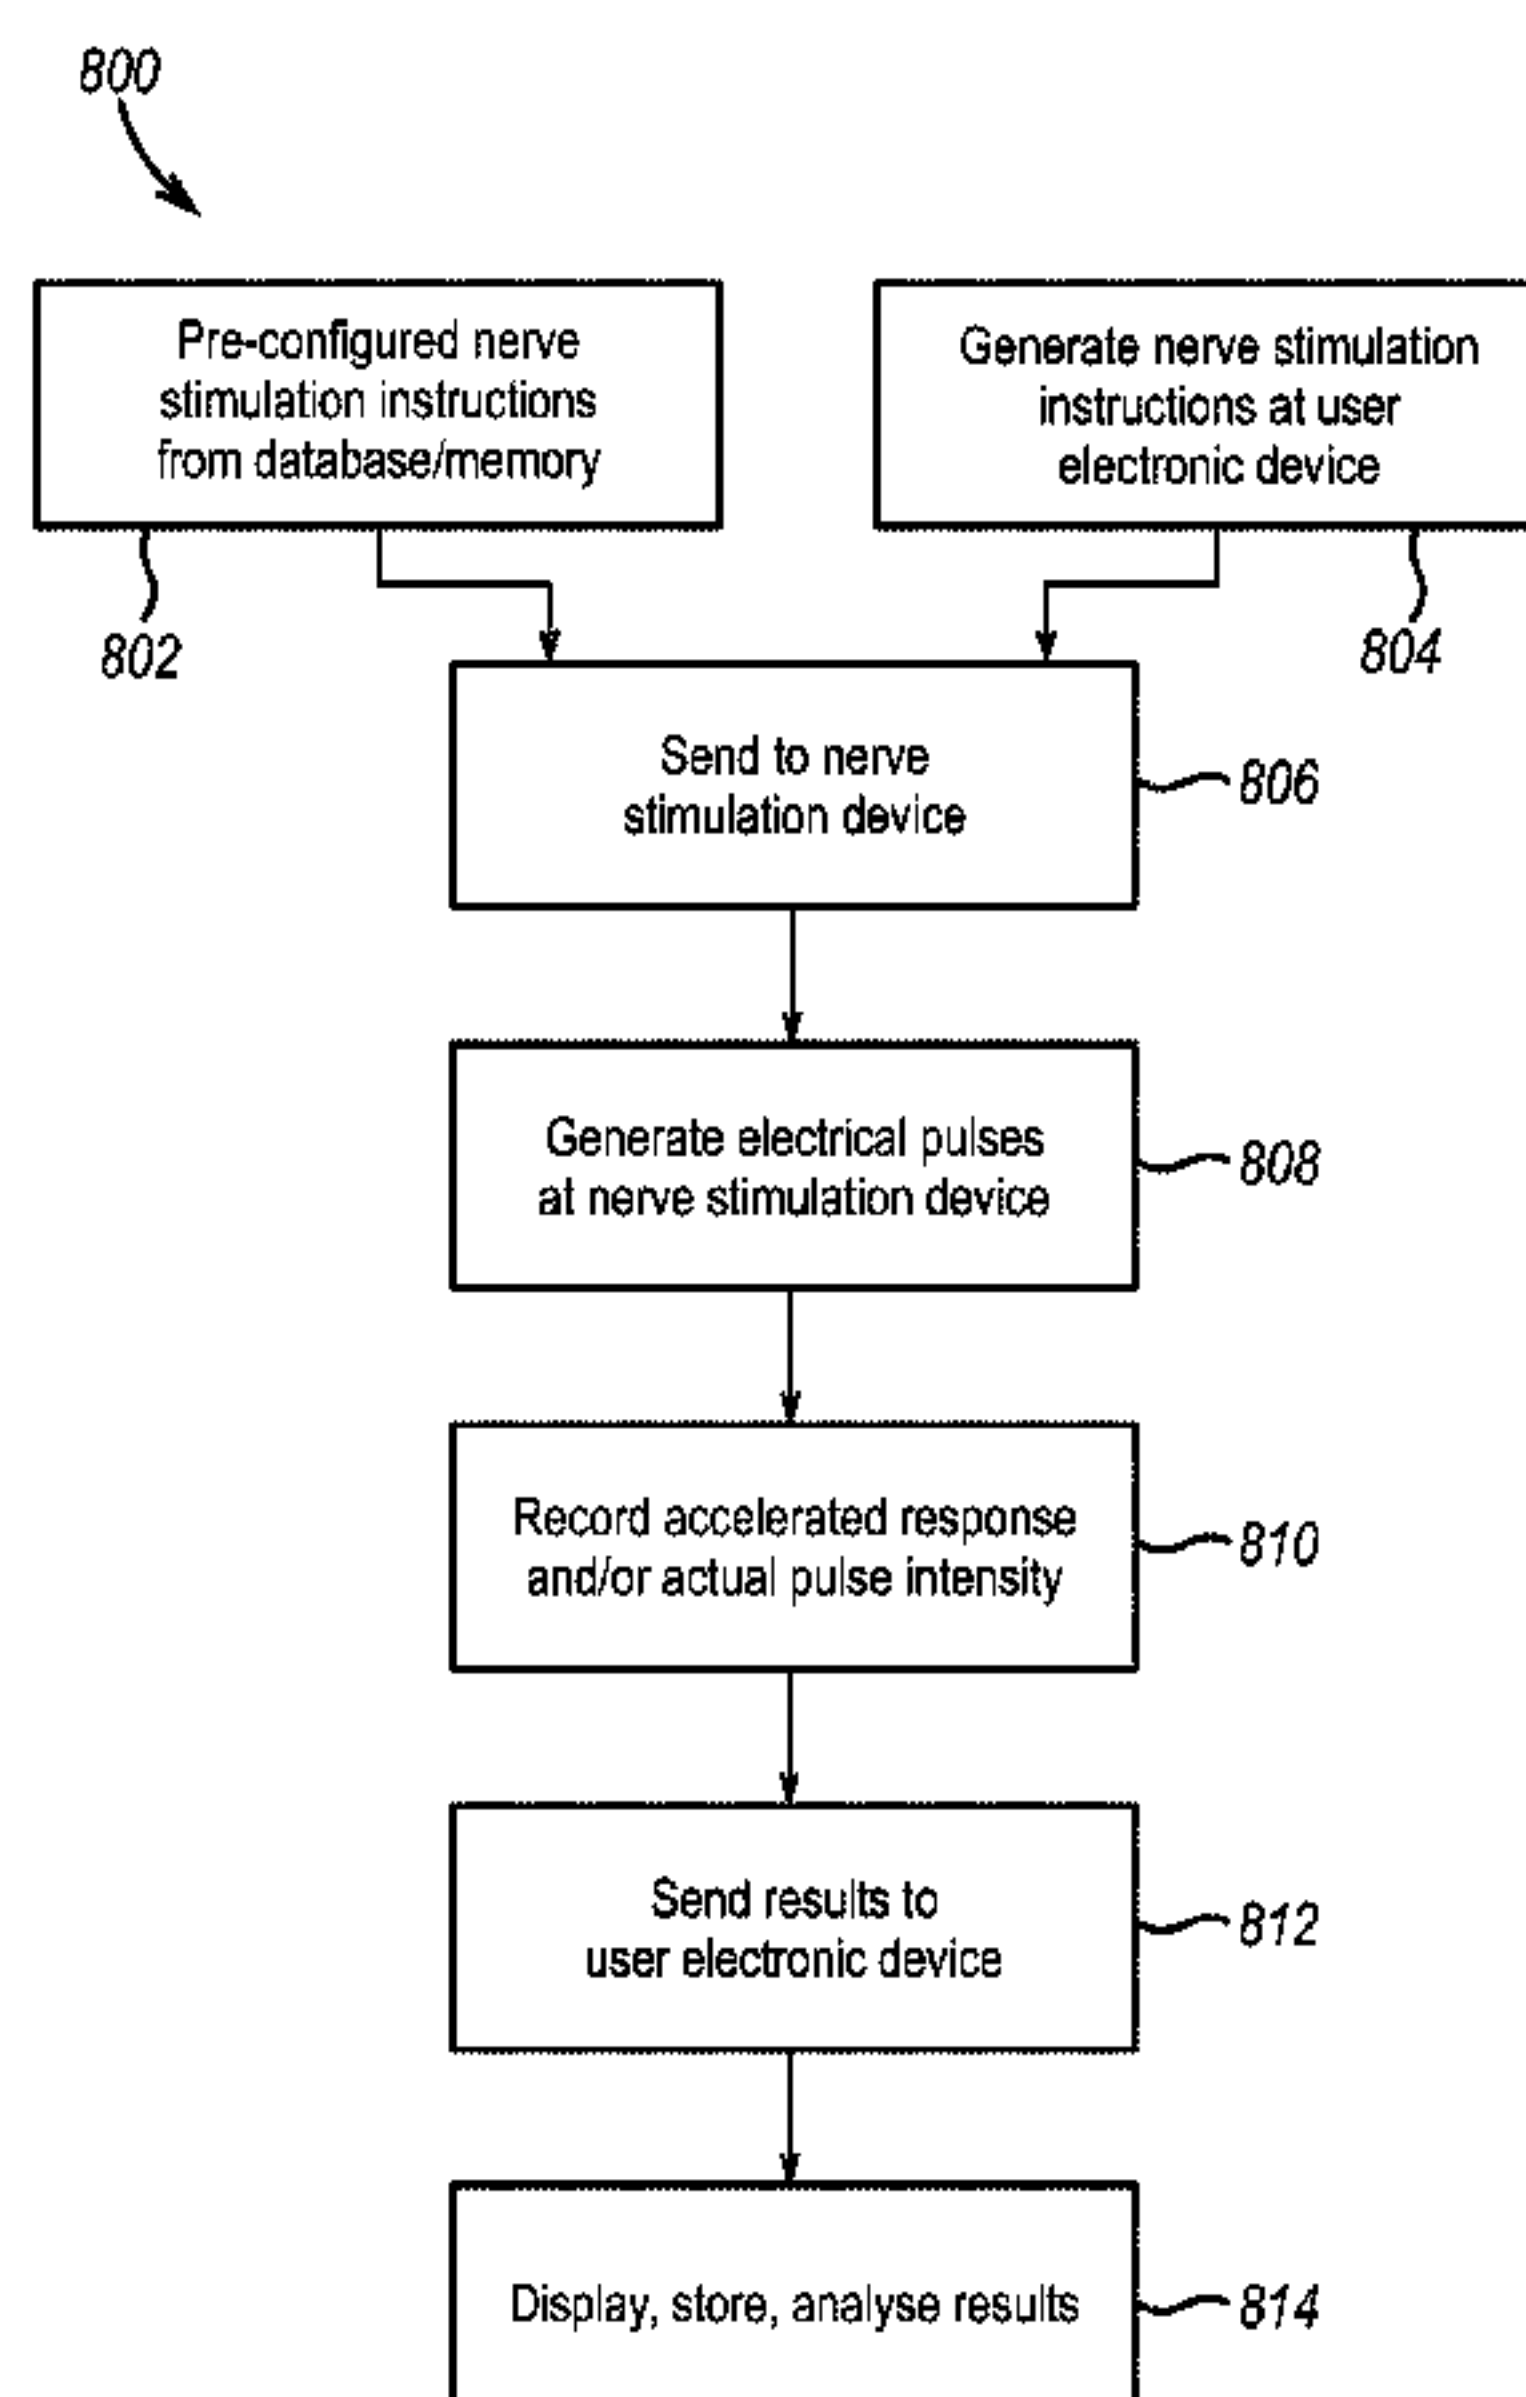 800
Pre-configured nerve
stimulation instructions
from database/memory
Generate nerve stimulation
instructions at user
electronic device
802
804
Send to nerve
stimulation device
806
Generate electrical pulses
at nerve stimulation device
808
Record accelerated response
and/or actual pulse intensity
810
Send results to
user electronic device
812
Display, store, analyse results
814